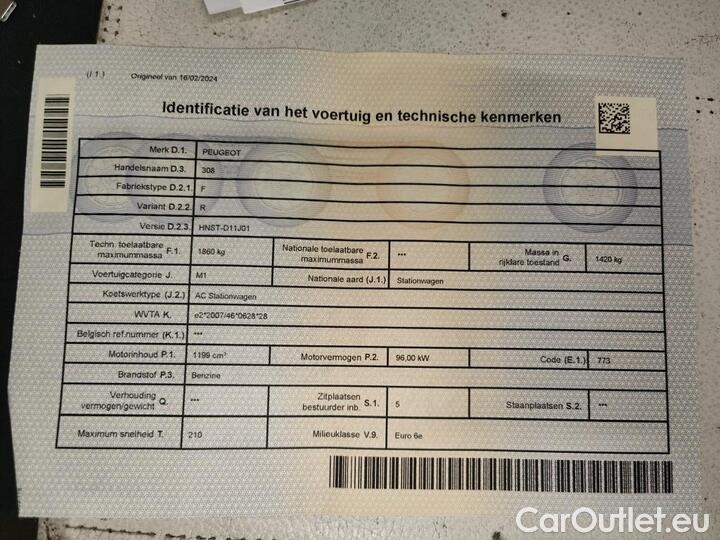 (I 1)
Origineel van 16/02/2024
Identificatie van het voertuig en technische kenmerken
Merk D.1. PEUGEOT
Handelsnaam D.3. 308
Fabriekstype D.2.1. F
Variant D.2.2. R
Versie D.2.3. HNST-D11J01
Techn. toelaatbare maximummassa F.1. 1860 kg Nationale toelaatbare maximummassa F.2. *** Massa in rijklare toestand G. 1420 kg
Voertuigcategorie J. M1 Nationale aard (J.1.) Stationwagen
Koetswerktype (J.2.) AC Stationwagen
WVTA K. e2*2007/46*0628*28
Belgisch ref.nummer (K.1.) ***
Motorinhoud P.1. 1199 cm³ Motorvermogen P.2. 96,00 kW Code (E.1.) 773
Brandstof P.3. Benzine
Verhouding vermogen/gewicht Q. *** Zitplaatsen bestuurder inb. S.1. 5 Staanplaatsen S.2. ***
Maximum snelheid T. 210 Milieuklasse V.9. Euro 6e
CarOutlet.eu